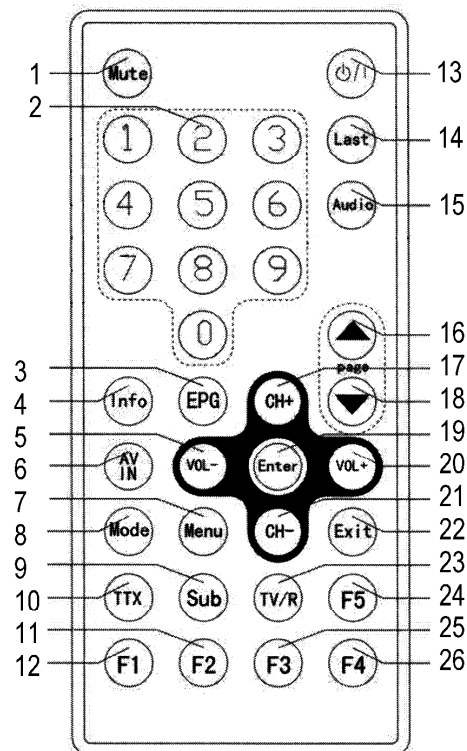 1 Mute ⏻/I 13
2
1 2 3 Last 14
4 5 6 Audio 15
7 8 9
0 16
page 17
3 18
4 Info EPG CH+
5 19
6 AV IN VOL- Enter VOL+ 20
7 21
8 Mode Menu CH- Exit 22
9 23
10 TTX Sub TV/R F5 24
11 25
12 F1 F2 F3 F4 26